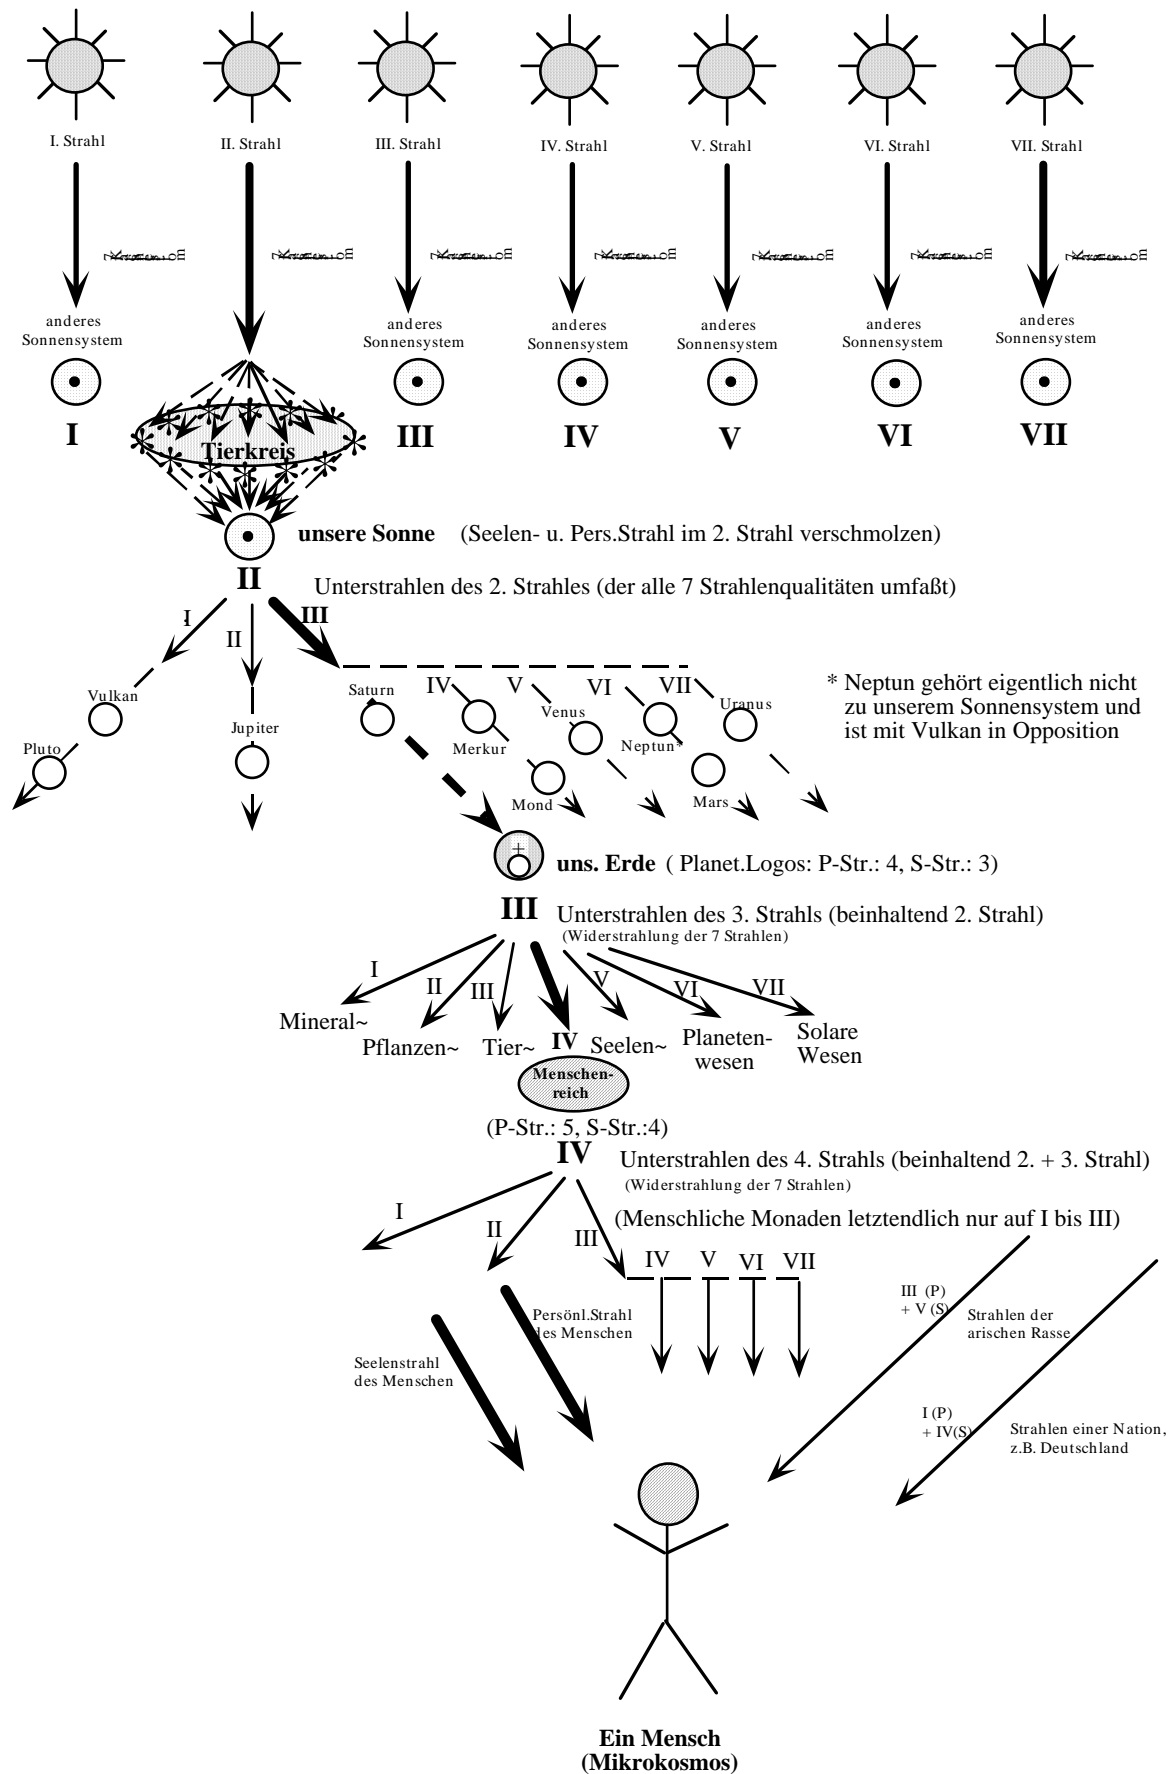 I. Strahl
II. Strahl
III. Strahl
IV. Strahl
V. Strahl
VI. Strahl
VII. Strahl
anderes
Sonnensystem
anderes
Sonnensystem
anderes
Sonnensystem
anderes
Sonnensystem
anderes
Sonnensystem
anderes
Sonnensystem
I
III
IV
V
VI
VII
Tierkreis
unsere Sonne (Seelen- u. Pers.Strahl im 2. Strahl verschmolzen)
II
Unterstrahlen des 2. Strahles (der alle 7 Strahlenqualitäten umfaßt)
I
II
III
IV
V
VI
VII
Vulkan
Pluto
Jupiter
Saturn
Merkur
Mond
Venus
Neptun*
Mars
Uranus
* Neptun gehört eigentlich nicht
zu unserem Sonnensystem und
ist mit Vulkan in Opposition
+
uns. Erde ( Planet.Logos: P-Str.: 4, S-Str.: 3)
III
Unterstrahlen des 3. Strahls (beinhaltend 2. Strahl)
(Widerstrahlung der 7 Strahlen)
I
II
III
V
VI
VII
Mineral~
Pflanzen~
Tier~
IV
Seelen~
Planeten-
wesen
Solare
Wesen
Menschen-
reich
(P-Str.: 5, S-Str.:4)
IV
Unterstrahlen des 4. Strahls (beinhaltend 2. + 3. Strahl)
(Widerstrahlung der 7 Strahlen)
(Menschliche Monaden letztendlich nur auf I bis III)
I
II
III
IV
V
VI
VII
Seelenstrahl
des Menschen
Persönl.Strahl
des Menschen
III (P)
+ V (S)
Strahlen der
arischen Rasse
I (P)
+ IV(S)
Strahlen einer Nation,
z.B. Deutschland
Ein Mensch
(Mikrokosmos)